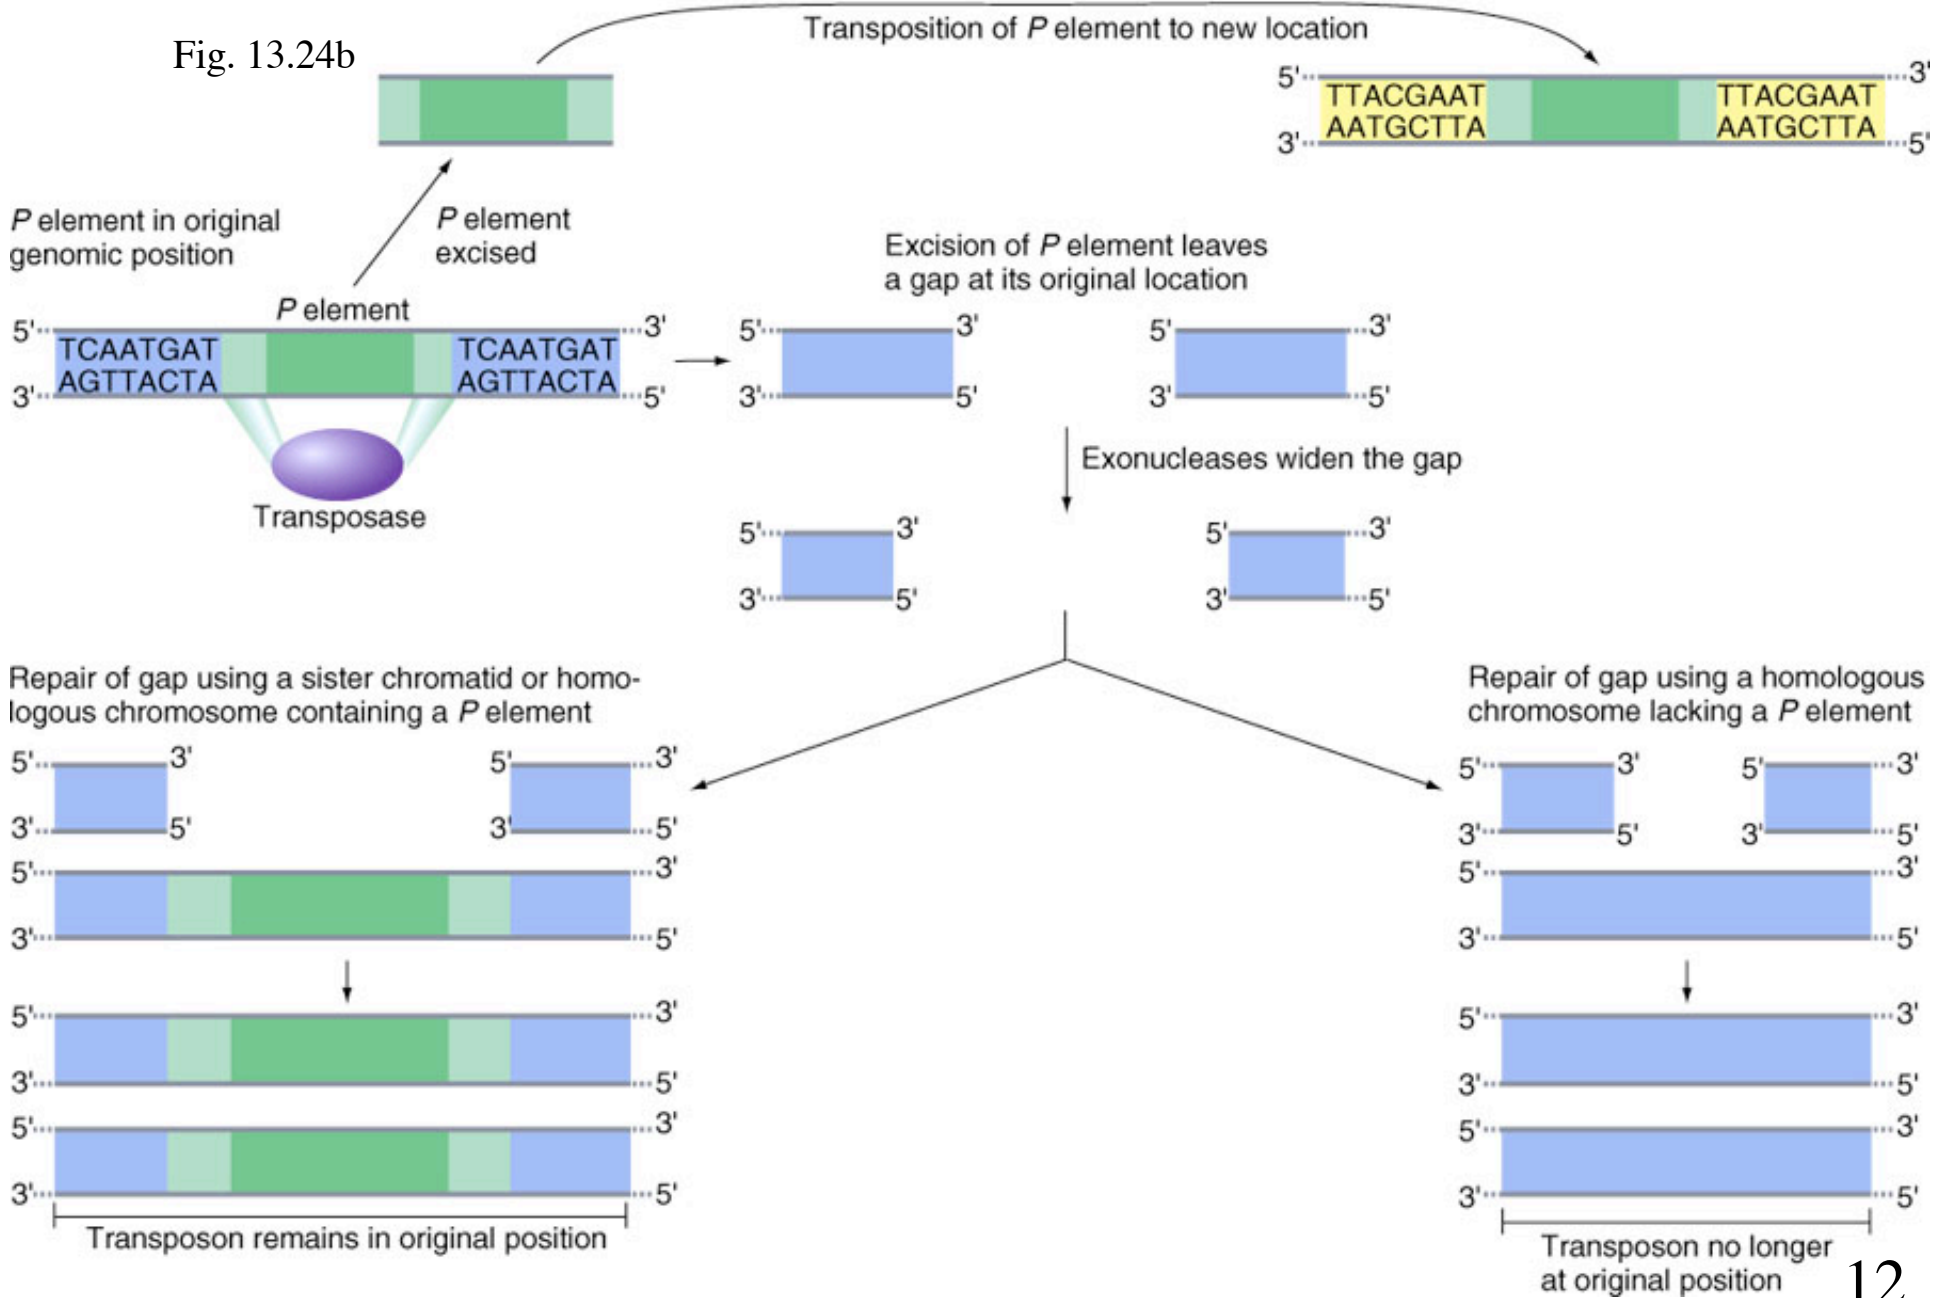 Transposition of P element to new location
Fig. 13.24b
5' 3'
TTACGAAT TTACGAAT
AATGCTTA AATGCTTA
3' 5'
P element in original
genomic position
P element
excised
Excision of P element leaves
a gap at its original location
P element
5' 3'
TCAATGAT TCAATGAT
AGTTACTA AGTTACTA
3' 5'
Transposase
5' 3' 5' 3'
3' 5' 3' 5'
Exonucleases widen the gap
5' 3' 5' 3'
3' 5' 3' 5'
Repair of gap using a sister chromatid or homo-
logous chromosome containing a P element
5' 3' 5' 3'
3' 5' 3' 5'
5' 3'
3' 5'
5' 3'
3' 5'
5' 3'
3' 5'
Transposon remains in original position
Repair of gap using a homologous
chromosome lacking a P element
5' 3' 5' 3'
3' 5' 3' 5'
5' 3'
3' 5'
5' 3'
3' 5'
5' 3'
3' 5'
Transposon no longer
at original position
12